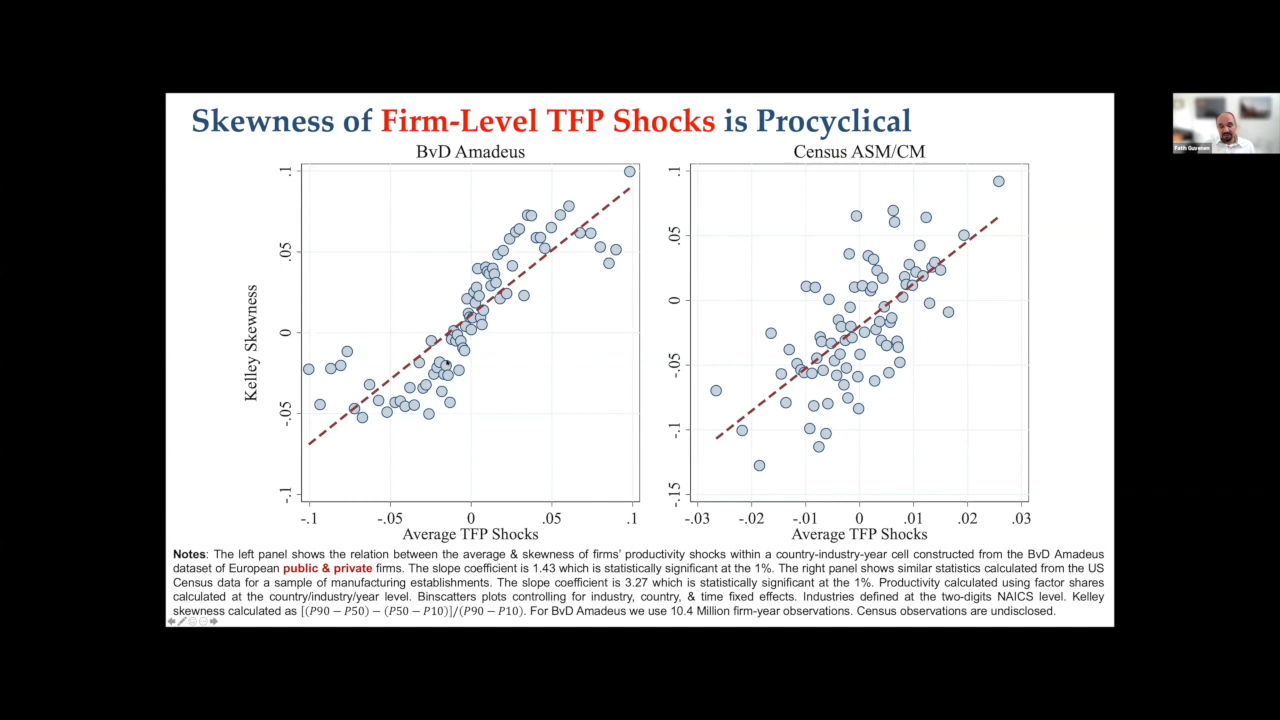 Skewness of Firm-Level TFP Shocks is Procyclical
BvD Amadeus
Kelley Skewness
.1
.05
0
-.05
-.1
-.1 -.05 0 .05 .1
Average TFP Shocks
Census ASM/CM
.1
.05
0
-.05
-.1
-.15
-.03 -.02 -.01 0 .01 .02 .03
Average TFP Shocks
Notes: The left panel shows the relation between the average & skewness of firms' productivity shocks within a country-industry-year cell constructed from the BvD Amadeus
dataset of European public & private firms. The slope coefficient is 1.43 which is statistically significant at the 1%. The right panel shows similar statistics calculated from the US
Census data for a sample of manufacturing establishments. The slope coefficient is 3.27 which is statistically significant at the 1%. Productivity calculated using factor shares
calculated at the country/industry/year level. Binscatters plots controlling for industry, country, & time fixed effects. Industries defined at the two-digits NAICS level. Kelley
skewness calculated as [(P90 − P50) − (P50 − P10)]/(P90 − P10). For BvD Amadeus we use 10.4 Million firm-year observations. Census observations are undisclosed.
Fatih Guvenen